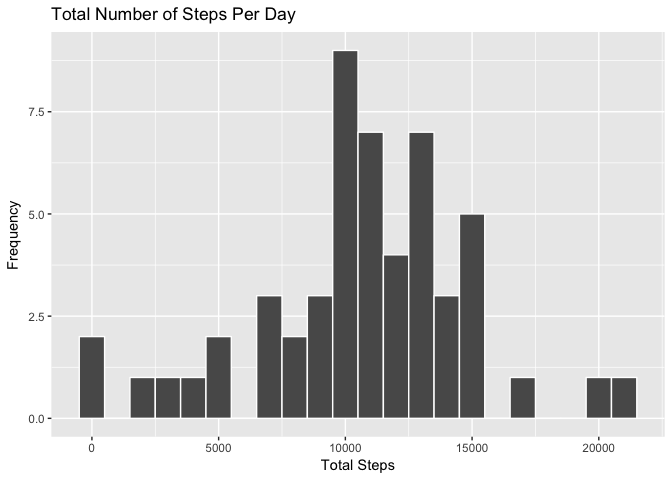 Total Number of Steps Per Day
7.5
5.0
2.5
0.0
Frequency
0 5000 10000 15000 20000
Total Steps